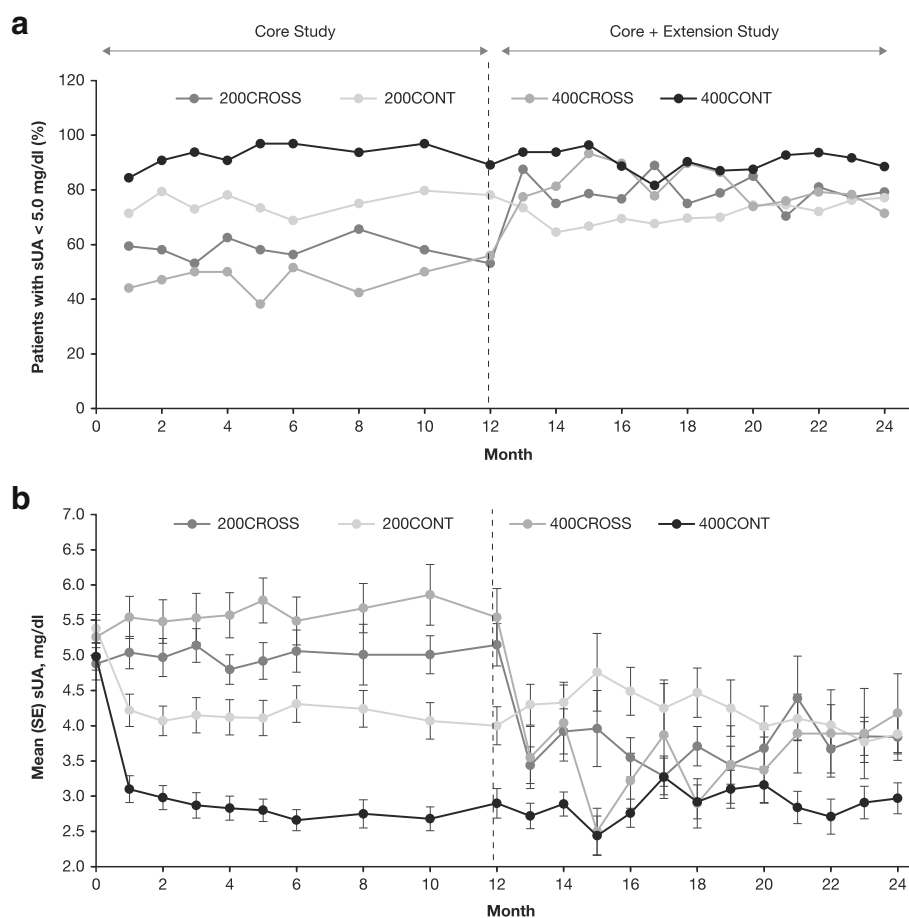 a
Core Study
Core + Extension Study
200CROSS 200CONT 400CROSS 400CONT
Patients with sUA < 5.0 mg/dl (%)
120
100
80
60
40
20
0
0 2 4 6 8 10 12 14 16 18 20 22 24
Month
b
200CROSS 200CONT 400CROSS 400CONT
Mean (SE) sUA, mg/dl
7.0
6.5
6.0
5.5
5.0
4.5
4.0
3.5
3.0
2.5
2.0
0 2 4 6 8 10 12 14 16 18 20 22 24
Month